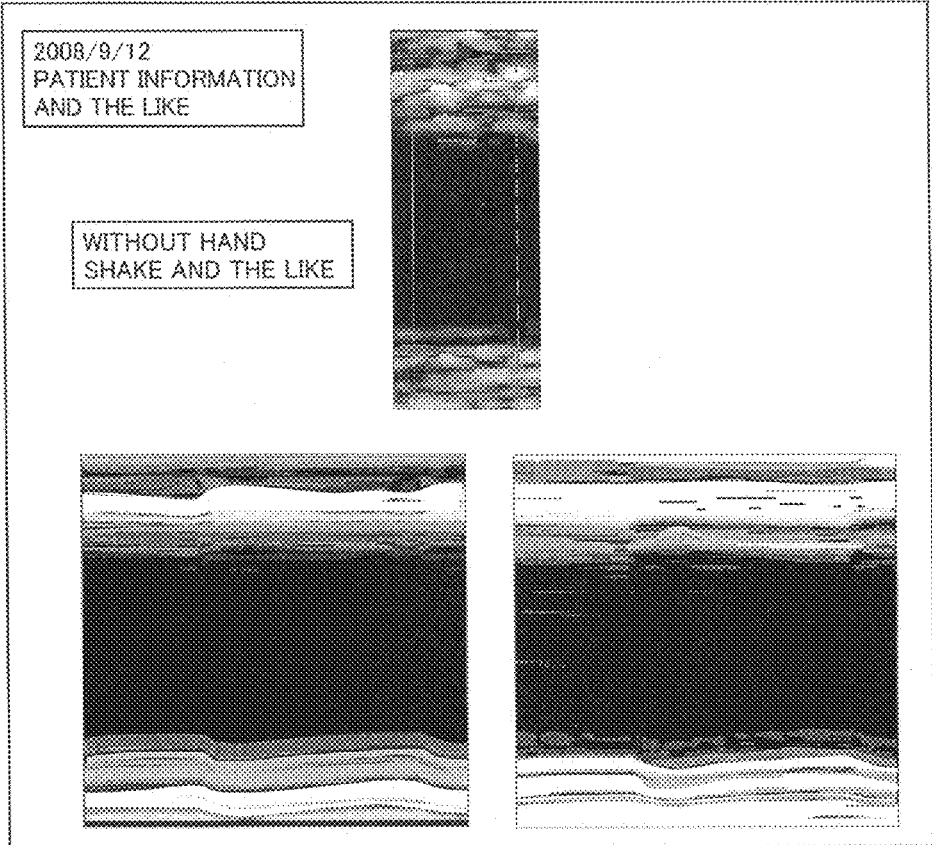 2008/9/12
PATIENT INFORMATION
AND THE LIKE
WITHOUT HAND
SHAKE AND THE LIKE